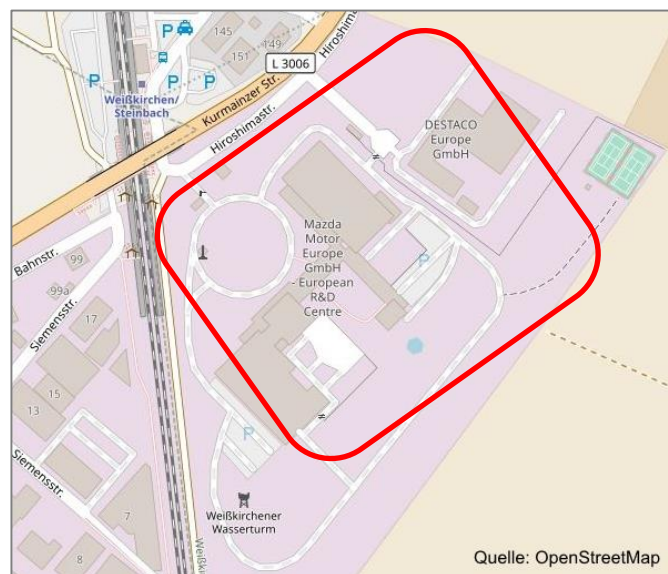 145
149
151
L 3006
Hiroshimastr.
Kurmainzer Str.
Hiroshimastr.
P
P
P
P
Weißkirchen/
Steinbach
DESTACO
Europe
GmbH
Mazda
Motor
Europe
GmbH
- European
R&D
Centre
P
Bahnstr.
99
99a
Siemensstr.
17
15
13
P
Siemensstr.
7
8
Weißkirchener
Wasserturm
Quelle: OpenStreetMap